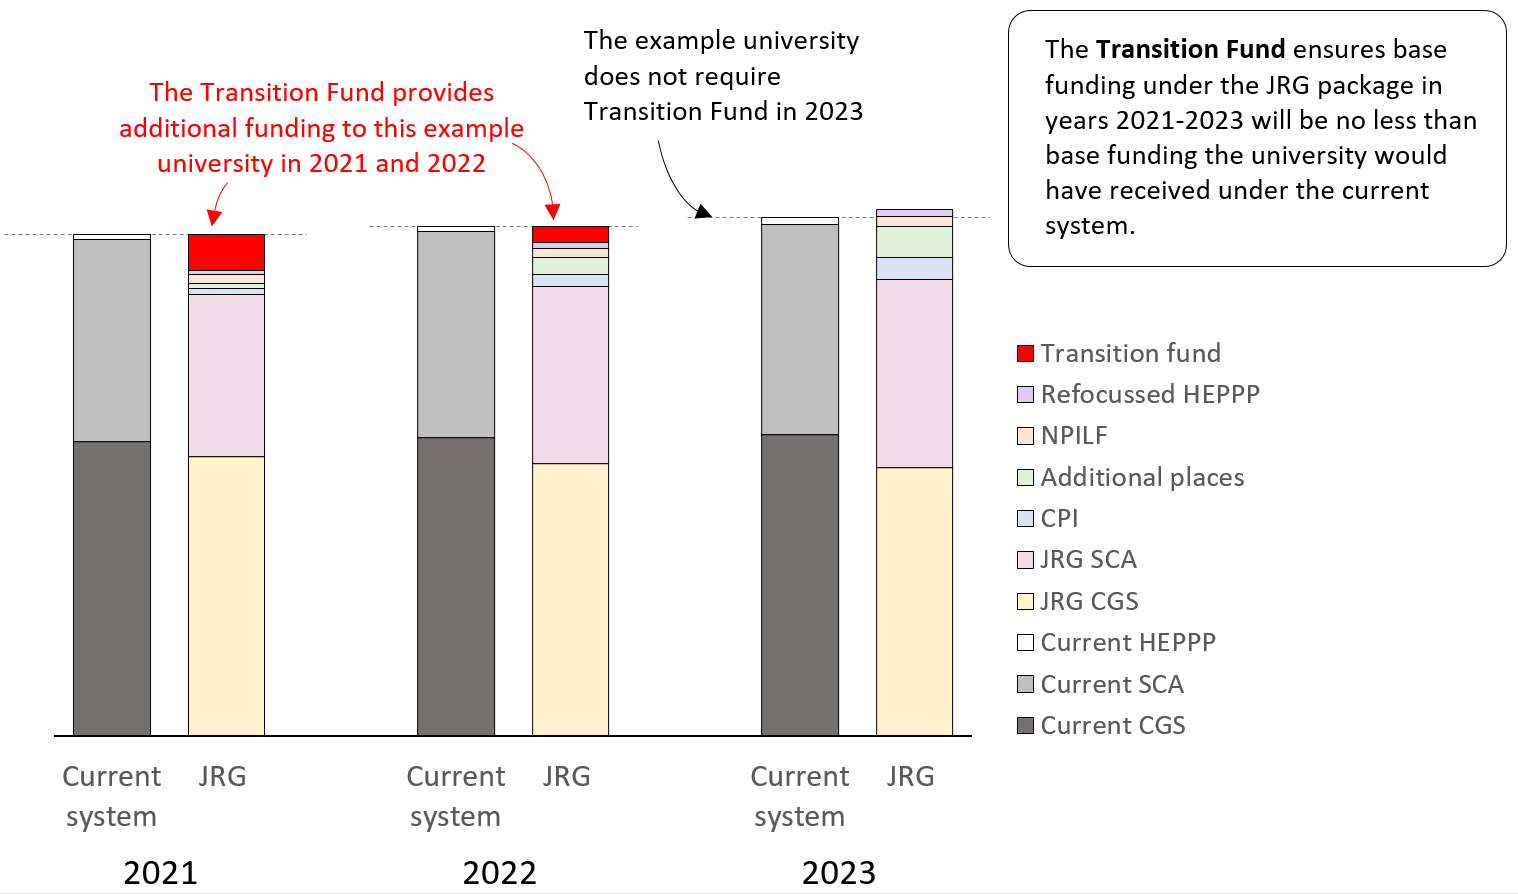 The example university
does not require
Transition Fund in 2023
The Transition Fund provides
additional funding to this example
university in 2021 and 2022
The Transition Fund ensures base
funding under the JRG package in
years 2021-2023 will be no less than
base funding the university would
have received under the current
system.
Transition fund
Refocussed HEPPP
NPILF
Additional places
CPI
JRG SCA
JRG CGS
Current HEPPP
Current SCA
Current CGS
Current
system
JRG
Current
system
JRG
Current
system
JRG
2021
2022
2023